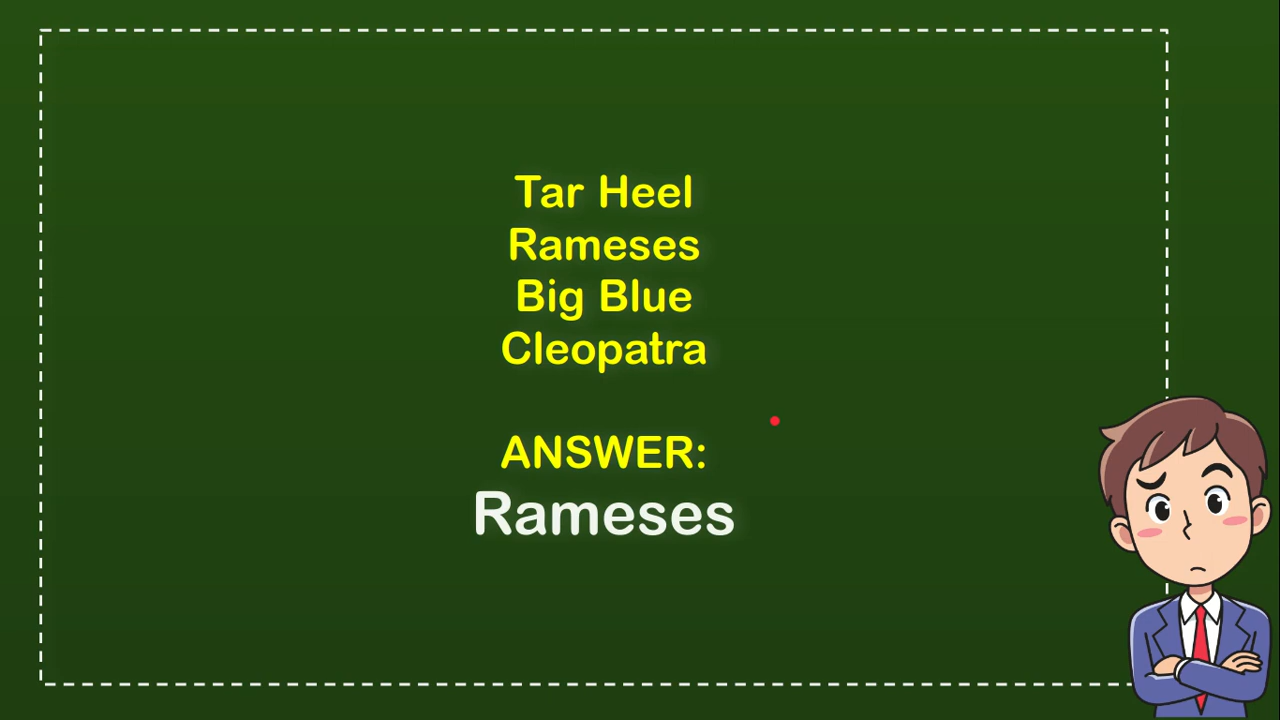 Tar Heel
Rameses
Big Blue
Cleopatra
ANSWER:
Rameses